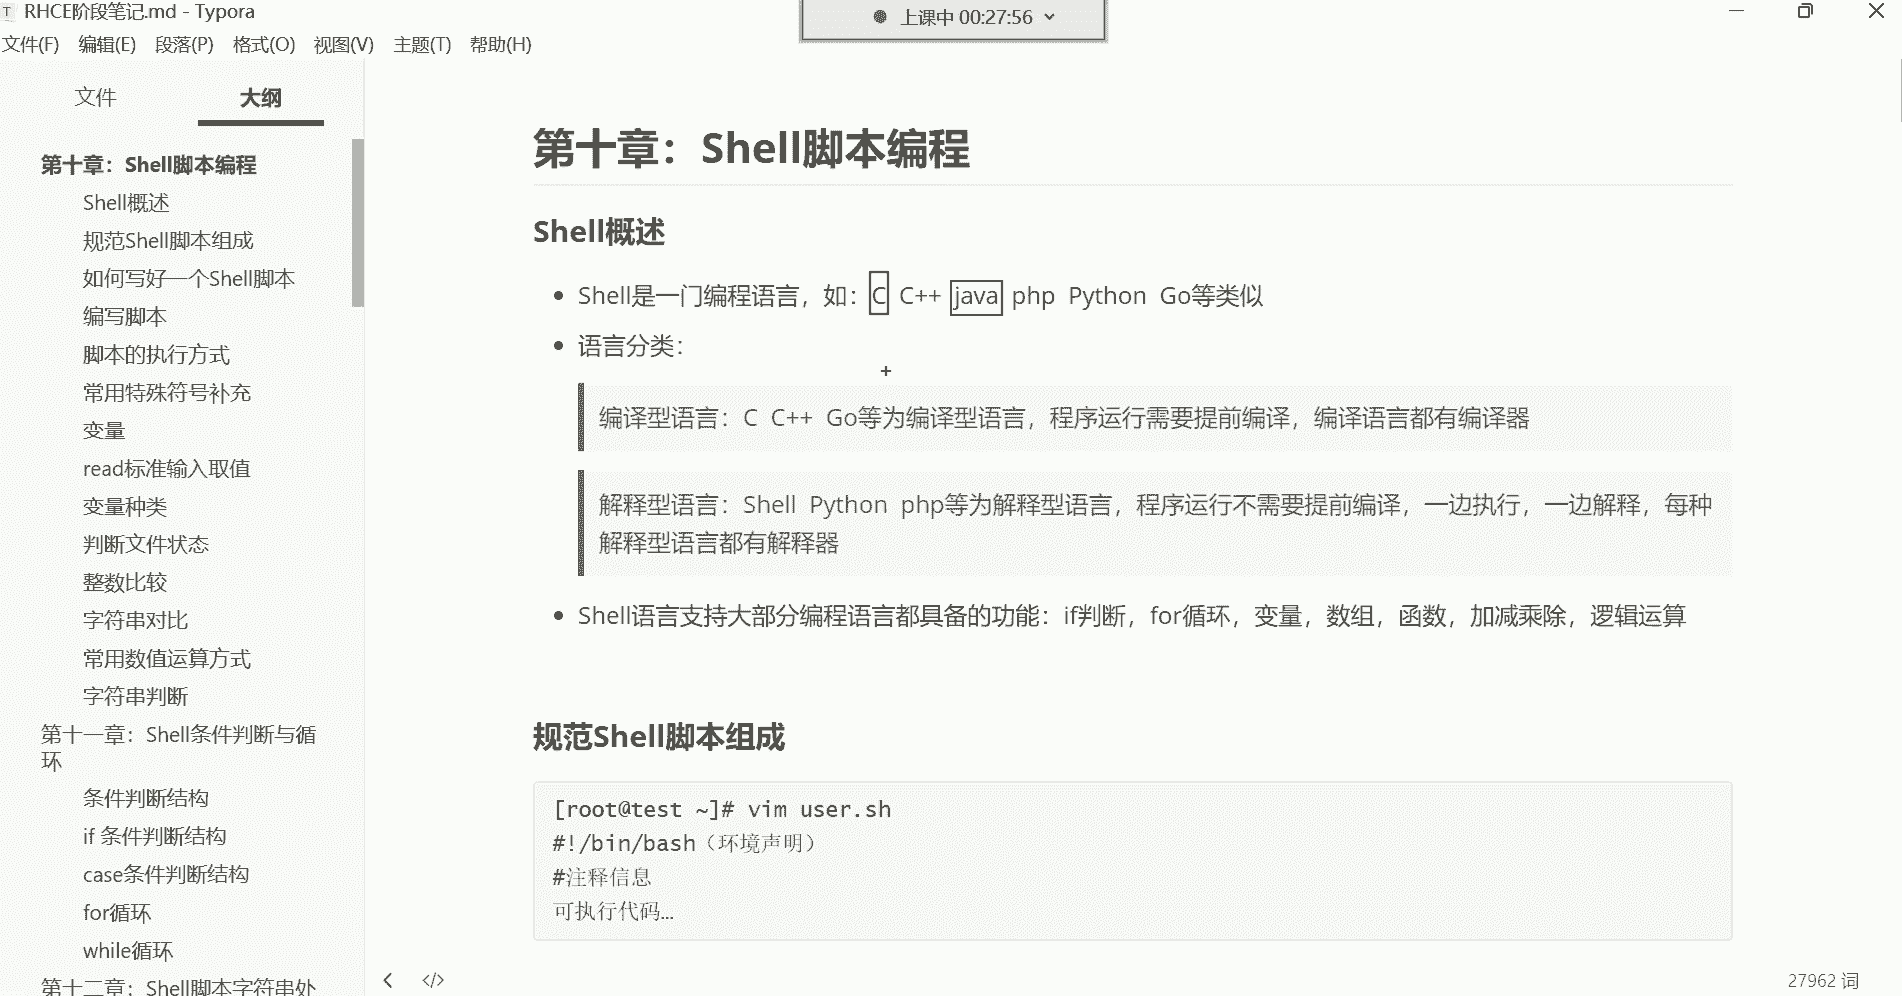 RHCE阶段笔记.md - Typora
上课中 00:27:56
文件(F) 编辑(E) 段落(P) 格式(O) 视图(V) 主题(T) 帮助(H)
文件 大纲
第十章：Shell脚本编程
Shell概述
规范Shell脚本组成
如何写好一个Shell脚本
编写脚本
脚本的执行方式
常用特殊符号补充
变量
read标准输入取值
变量种类
判断文件状态
整数比较
字符串对比
常用数值运算方式
字符串判断
第十一章：Shell条件判断与循
环
条件判断结构
if 条件判断结构
case条件判断结构
for循环
while循环
第十二章：Shell脚本字符串处
第十章：Shell脚本编程
Shell概述
Shell是一门编程语言，如：C C++ java php Python Go等类似
语言分类：
编译型语言：C C++ Go等为编译型语言，程序运行需要提前编译，编译语言都有编译器
解释型语言：Shell Python php等为解释型语言，程序运行不需要提前编译，一边执行，一边解释，每种
解释型语言都有解释器
Shell语言支持大部分编程语言都具备的功能：if判断，for循环，变量，数组，函数，加减乘除，逻辑运算
规范Shell脚本组成
[root@test ~]# vim user.sh
#!/bin/bash（环境声明）
#注释信息
可执行代码...
27962 词